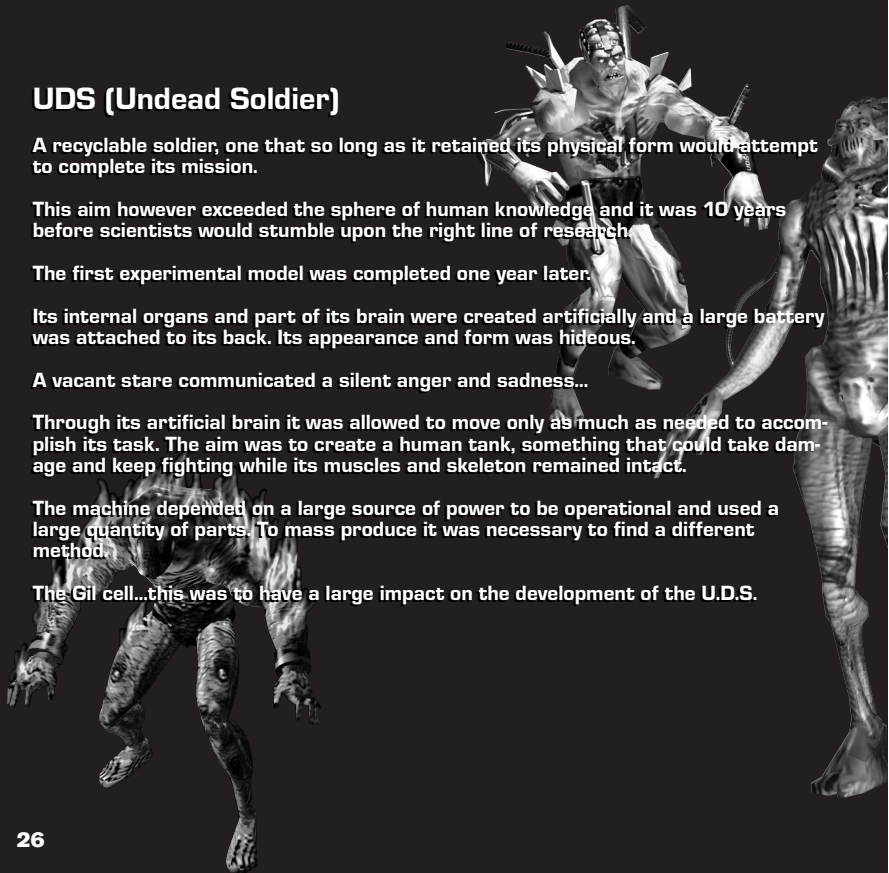 UDS (Undead Soldier)
A recyclable soldier, one that so long as it retained its physical form would attempt
to complete its mission.
This aim however exceeded the sphere of human knowledge and it was 10 years
before scientists would stumble upon the right line of research.
The first experimental model was completed one year later.
Its internal organs and part of its brain were created artificially and a large battery
was attached to its back. Its appearance and form was hideous.
A vacant stare communicated a silent anger and sadness...
Through its artificial brain it was allowed to move only as much as needed to accom-
plish its task. The aim was to create a human tank, something that could take dam-
age and keep fighting while its muscles and skeleton remained intact.
The machine depended on a large source of power to be operational and used a
large quantity of parts. To mass produce it was necessary to find a different
method.
The Gil cell...this was to have a large impact on the development of the U.D.S.
26